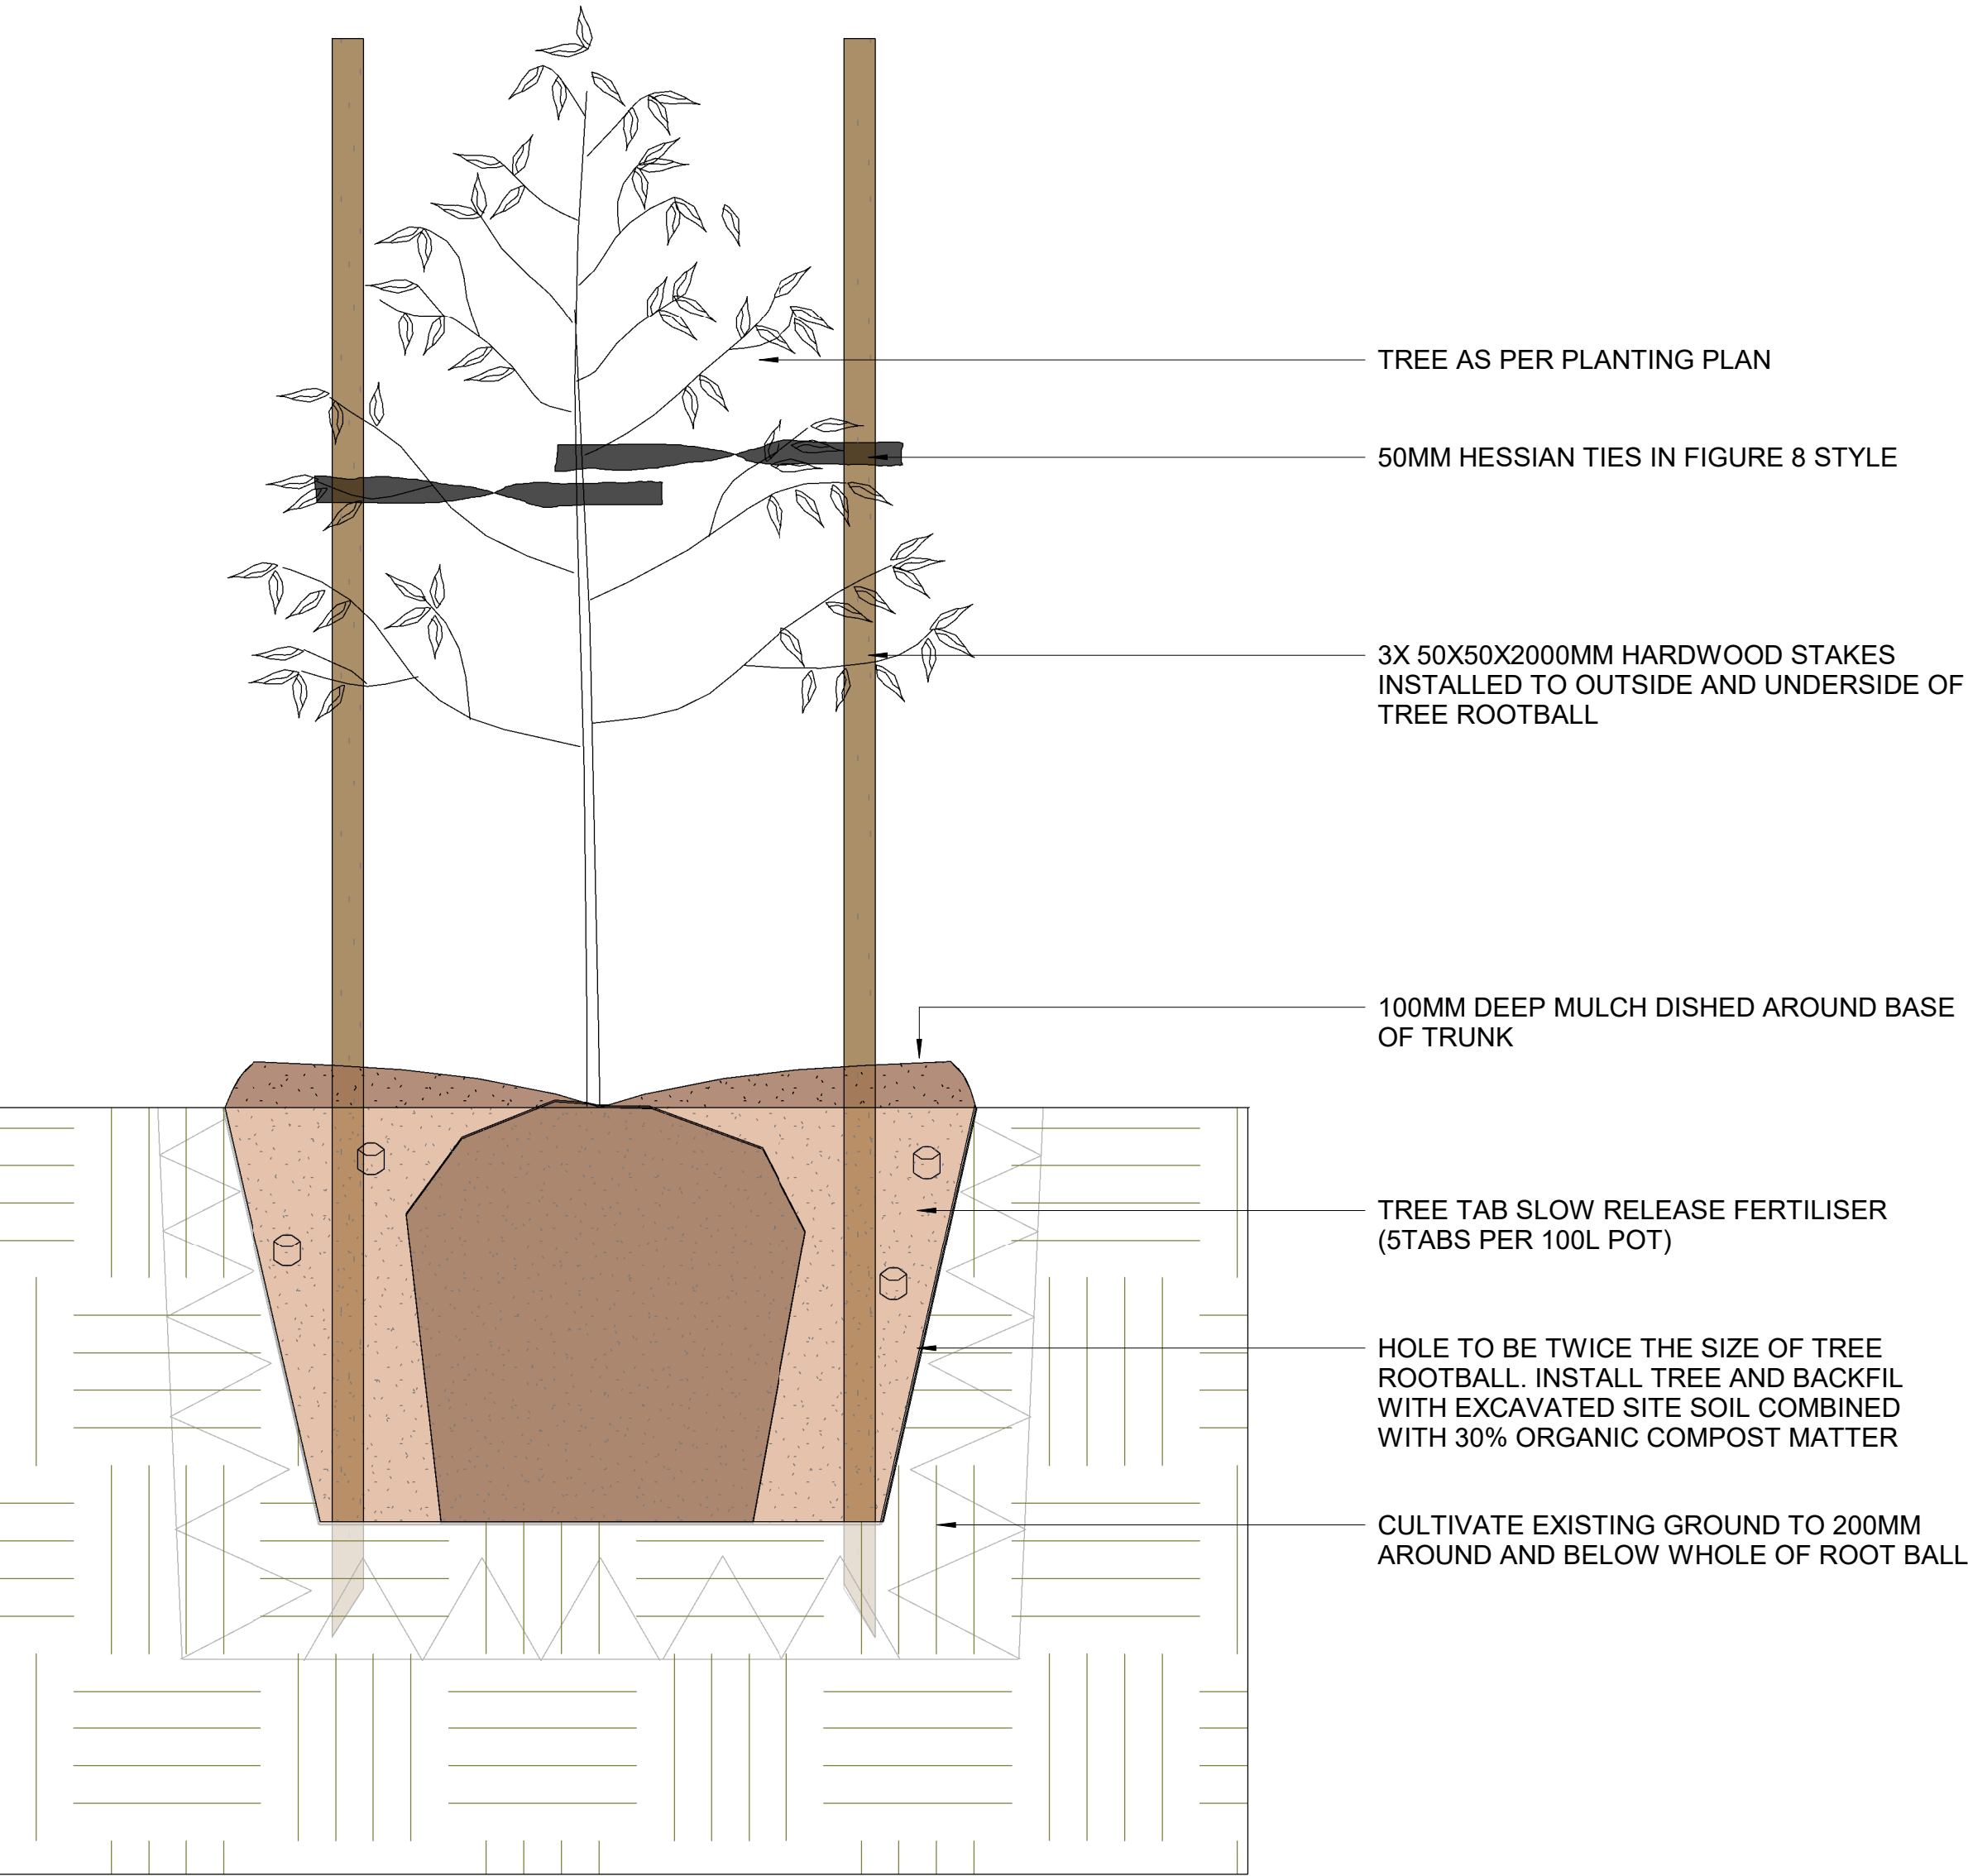 TREE AS PER PLANTING PLAN
50MM HESSIAN TIES IN FIGURE 8 STYLE
3X 50X50X2000MM HARDWOOD STAKES
INSTALLED TO OUTSIDE AND UNDERSIDE OF
TREE ROOTBALL
100MM DEEP MULCH DISHED AROUND BASE
OF TRUNK
TREE TAB SLOW RELEASE FERTILISER
(5TABS PER 100L POT)
HOLE TO BE TWICE THE SIZE OF TREE
ROOTBALL. INSTALL TREE AND BACKFIL
WITH EXCAVATED SITE SOIL COMBINED
WITH 30% ORGANIC COMPOST MATTER
CULTIVATE EXISTING GROUND TO 200MM
AROUND AND BELOW WHOLE OF ROOT BALL